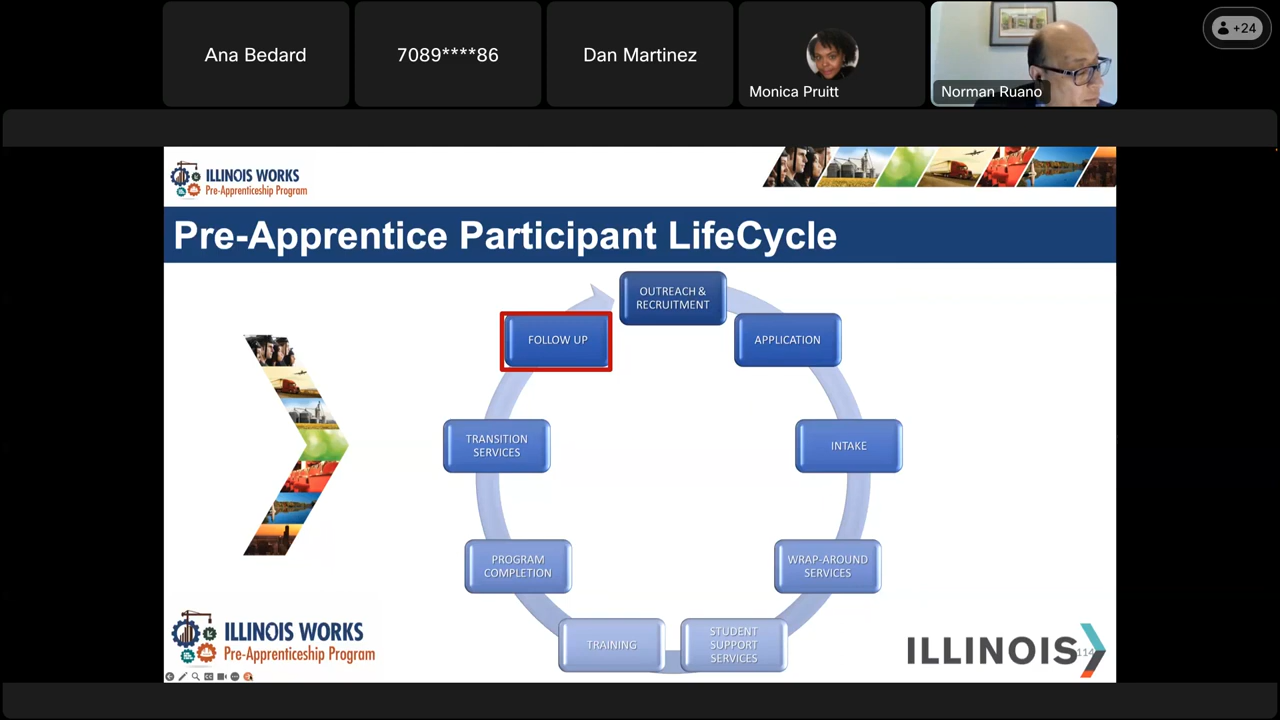 Ana Bedard
7089****86
Dan Martinez
Monica Pruitt
Norman Ruano
+24
ILLINOIS WORKS
Pre-Apprenticeship Program
Pre-Apprentice Participant LifeCycle
OUTREACH &
RECRUITMENT
APPLICATION
INTAKE
WRAP-AROUND
SERVICES
STUDENT
SUPPORT
SERVICES
TRAINING
PROGRAM
COMPLETION
TRANSITION
SERVICES
FOLLOW UP
ILLINOIS WORKS
Pre-Apprenticeship Program
ILLINOIS
114